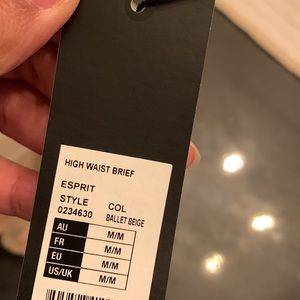 HIGH WAIST BRIEF
ESPRIT
STYLE COL
0234630 BALLET BEIGE
AU M/M
FR M/M
EU M/M
US/UK M/M